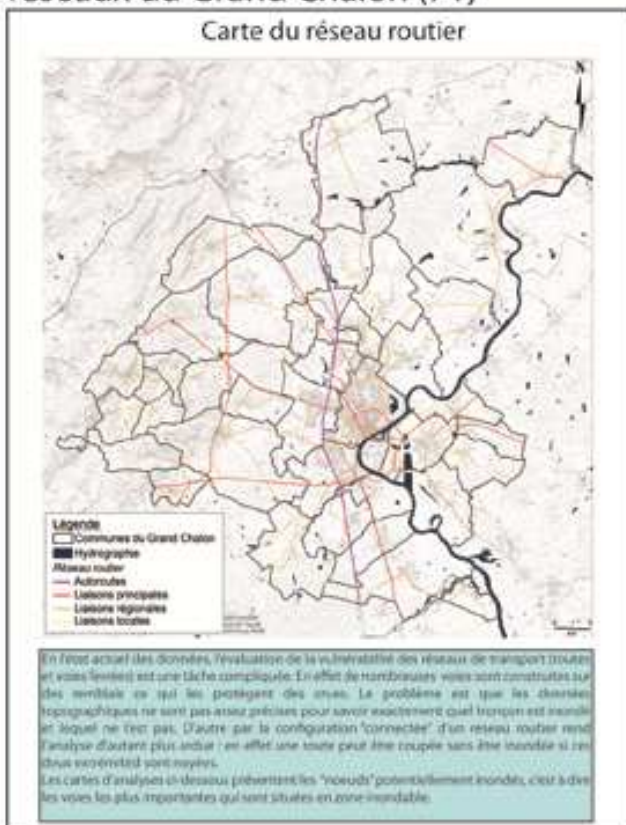 réseaux du Grand Chalon (71)
Carte du réseau routier
N
Légende
Communes du Grand Chalon
Hydrographie
Réseau routier
Autoroutes
Liaisons principales
Liaisons régionales
Liaisons locales
En l'état actuel des données, l'évaluation de la vulnérabilité des réseaux de transport (routes
et voies ferrées) est une tâche compliquée. En effet de nombreuses voies sont construites sur
des remblais ce qui les protègent des crues. Le problème est que les données
topographiques ne sont pas assez précises pour savoir exactement quel tronçon est inondé
et lequel ne l'est pas. D'autre par la configuration "connectée" d'un réseau routier rend
l'analyse d'autant plus ardue : en effet une route peut être coupée sans être inondée si ces
deux extrémités sont noyées.
Les cartes d'analyses ci-dessous présentent les "noeuds" potentiellement inondés, c'est à dire
les voies les plus importantes qui sont situées en zone inondable.